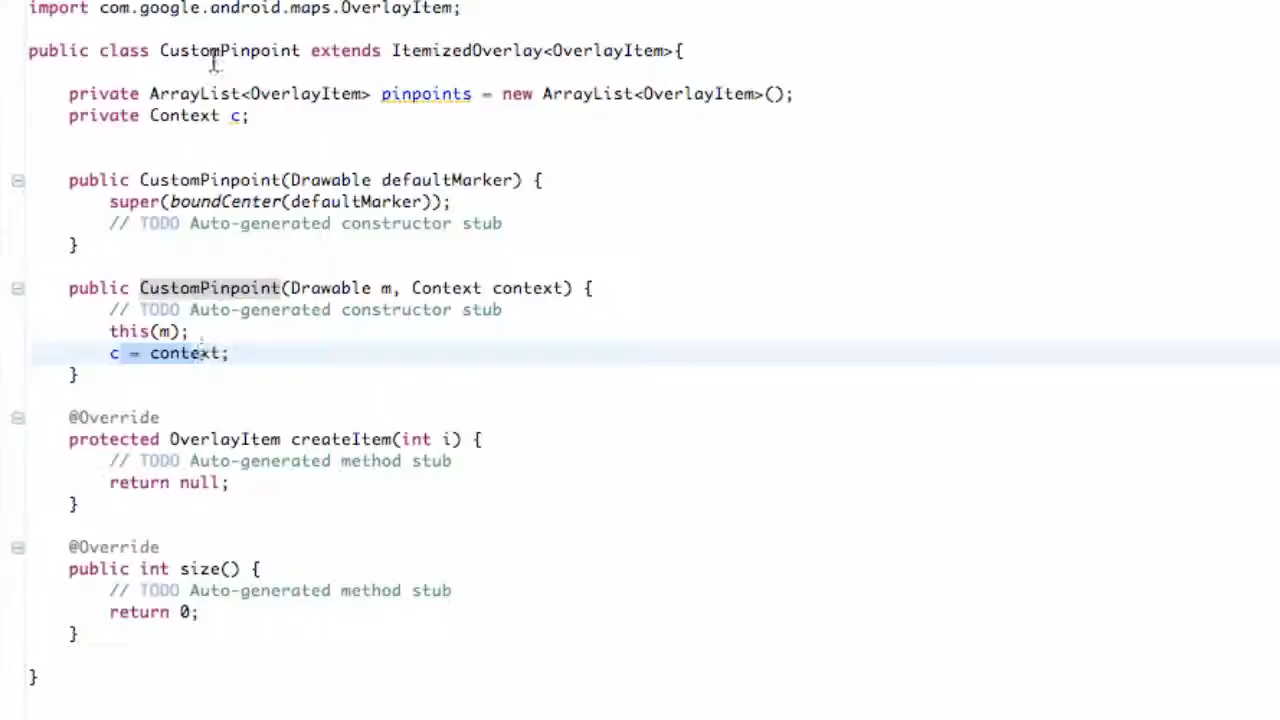 import com.google.android.maps.OverlayItem;
public class CustomPinpoint extends ItemizedOverlay<OverlayItem>{
private ArrayList<OverlayItem> pinpoints = new ArrayList<OverlayItem>();
private Context c;
public CustomPinpoint(Drawable defaultMarker) {
super(boundCenter(defaultMarker));
// TODO Auto-generated constructor stub
}
public CustomPinpoint(Drawable m, Context context) {
// TODO Auto-generated constructor stub
this(m);
c = context;
}
@Override
protected OverlayItem createItem(int i) {
// TODO Auto-generated method stub
return null;
}
@Override
public int size() {
// TODO Auto-generated method stub
return 0;
}
}